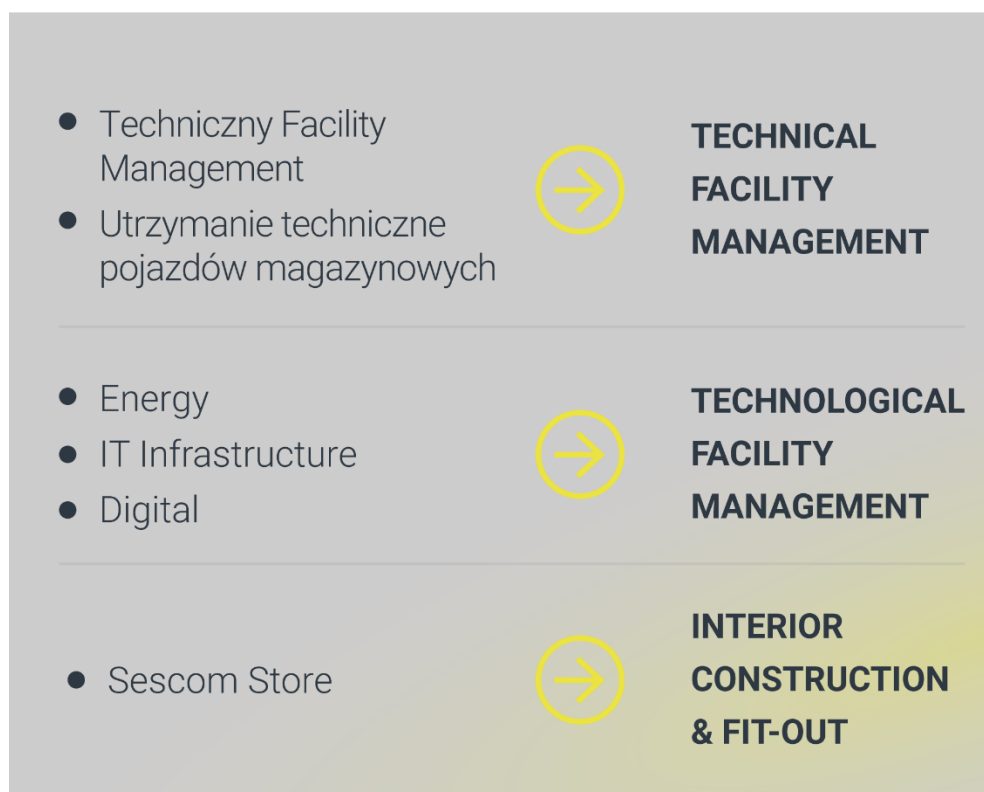 Techniczny Facility
Management
Utrzymanie techniczne
pojazdów magazynowych
TECHNICAL
FACILITY
MANAGEMENT
Energy
IT Infrastructure
Digital
TECHNOLOGICAL
FACILITY
MANAGEMENT
Sescom Store
INTERIOR
CONSTRUCTION
& FIT-OUT